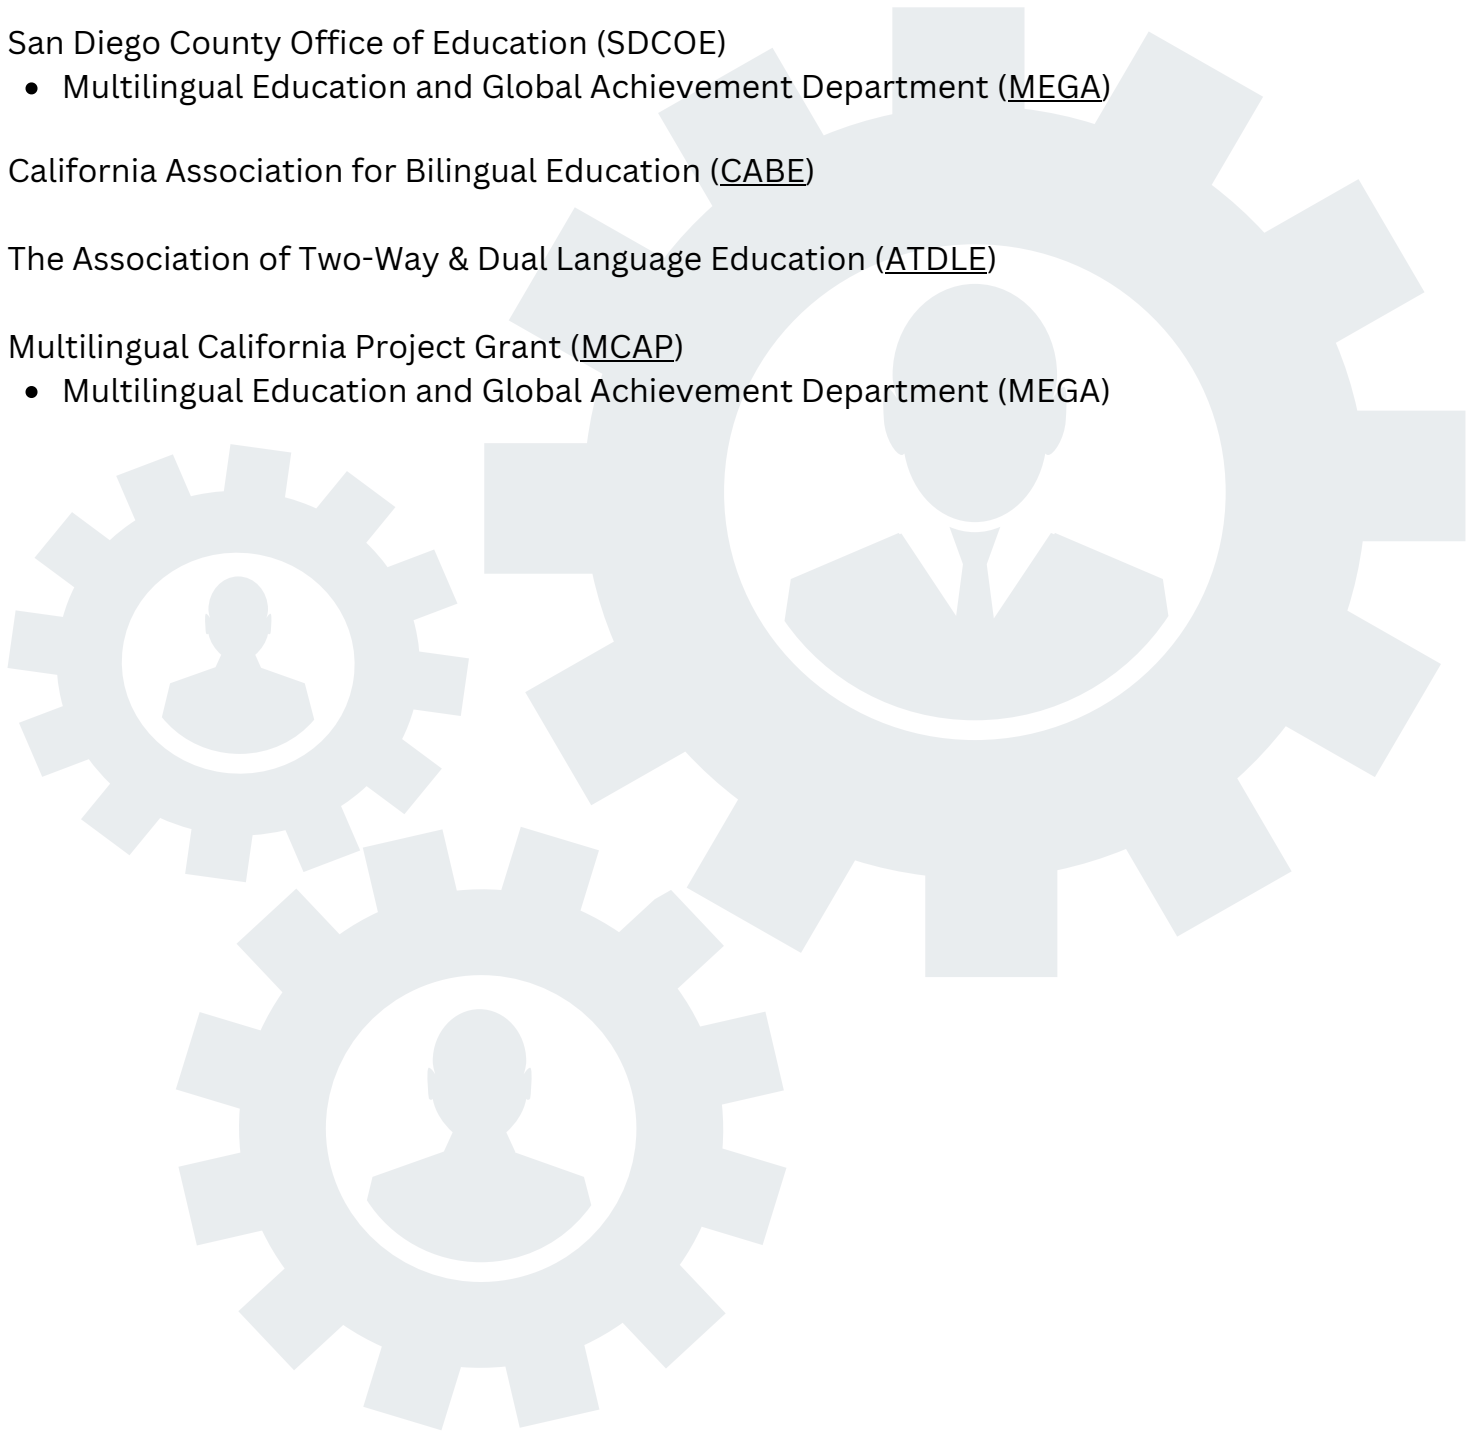 San Diego County Office of Education (SDCOE)
• Multilingual Education and Global Achievement Department (MEGA)
California Association for Bilingual Education (CABE)
The Association of Two-Way & Dual Language Education (ATDLE)
Multilingual California Project Grant (MCAP)
• Multilingual Education and Global Achievement Department (MEGA)